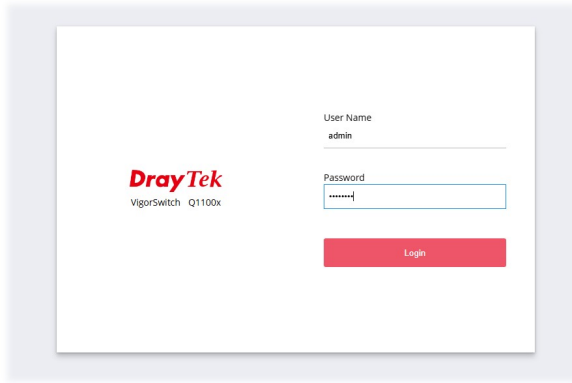 DrayTek
VigorSwitch Q1100x
User Name
admin
Password
••••••••
Login